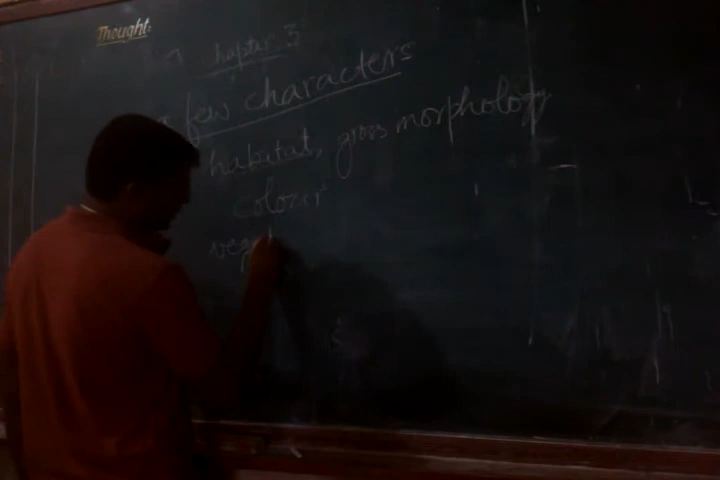 Thought:
chapter 3
a few characters
habitat, gross morphology
colour
veg